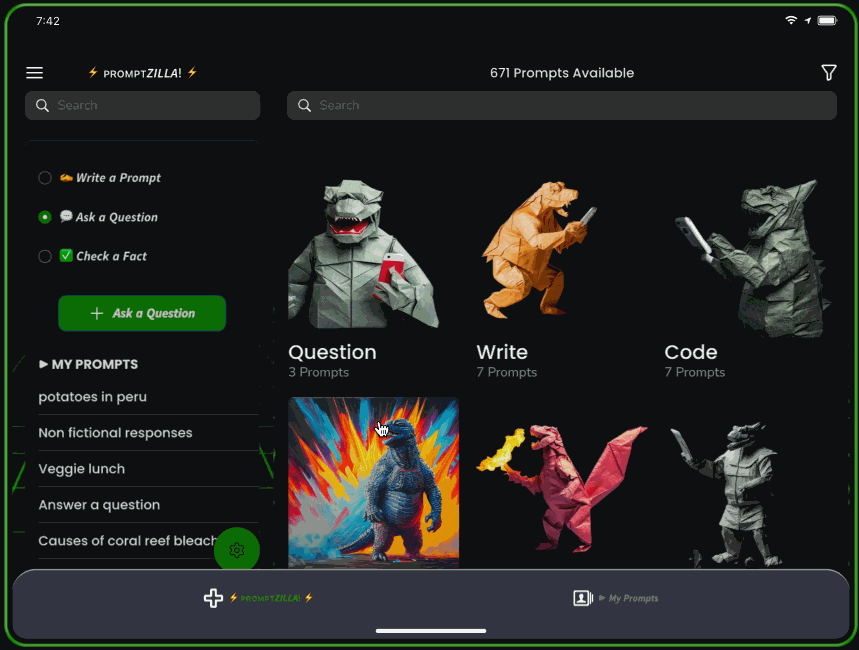 7:42
⚡ PROMPTZILLA! ⚡
671 Prompts Available
Search
Search
Write a Prompt
Ask a Question
Check a Fact
+ Ask a Question
▶ MY PROMPTS
potatoes in peru
Non fictional responses
Veggie lunch
Answer a question
Causes of coral reef bleach
Question
3 Prompts
Write
7 Prompts
Code
7 Prompts
⚡ PROMPTZILLA! ⚡
▶ My Prompts